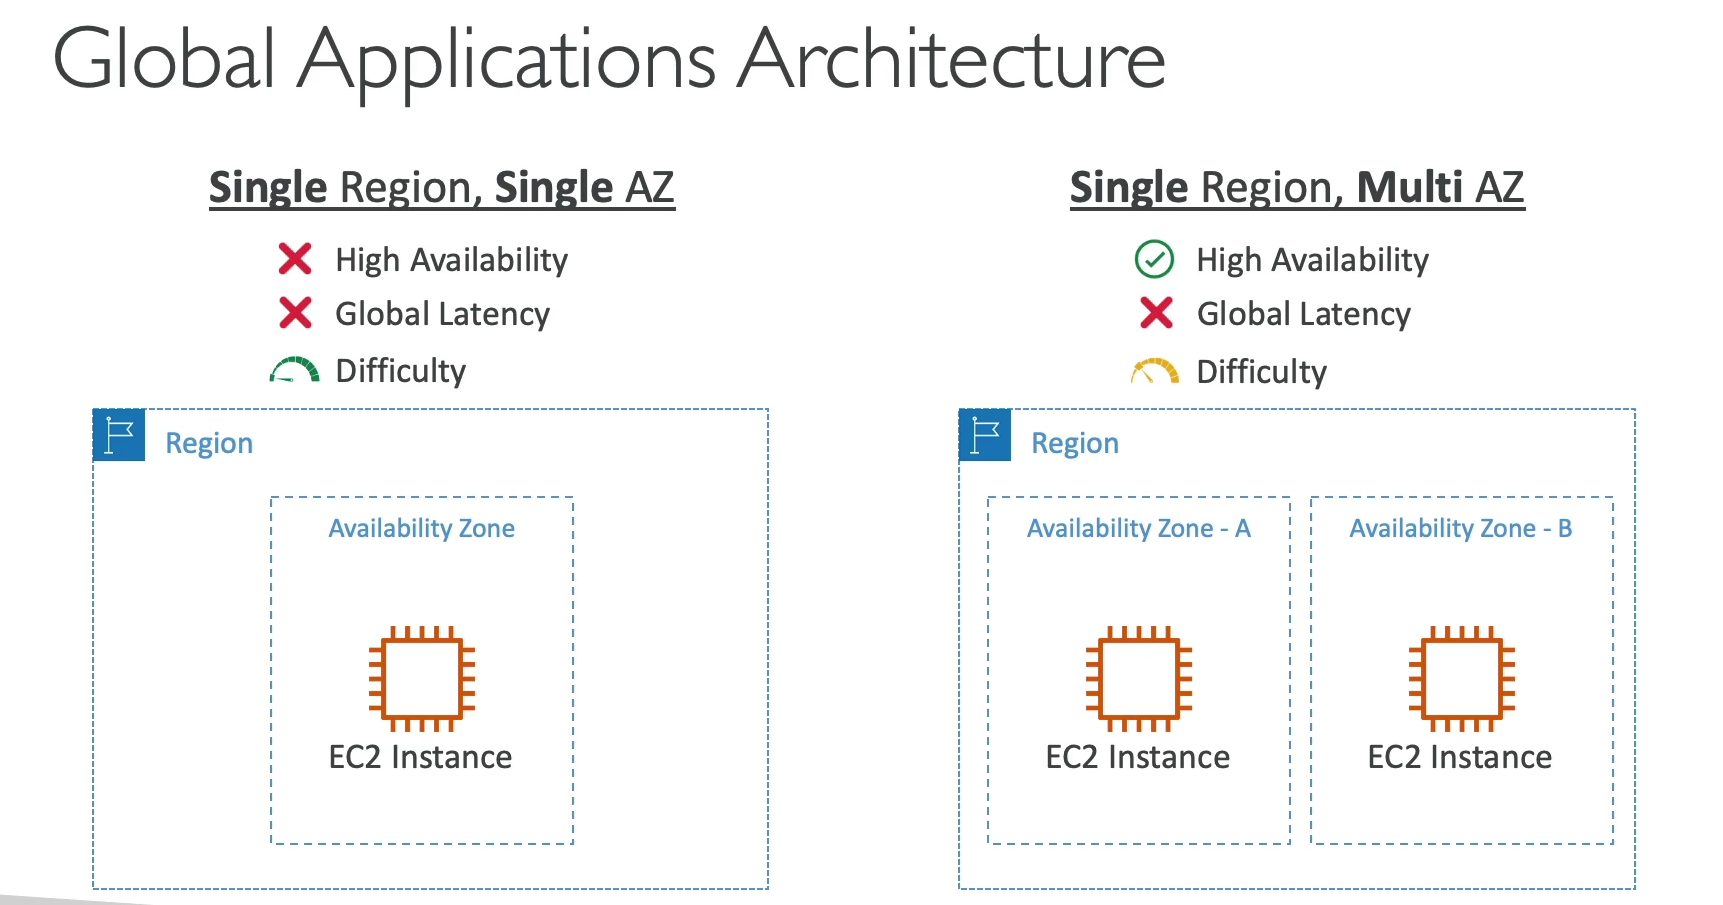 Global Applications Architecture
Single Region, Single AZ
High Availability
Global Latency
Difficulty
Region
Availability Zone
EC2 Instance
Single Region, Multi AZ
High Availability
Global Latency
Difficulty
Region
Availability Zone - A
EC2 Instance
Availability Zone - B
EC2 Instance